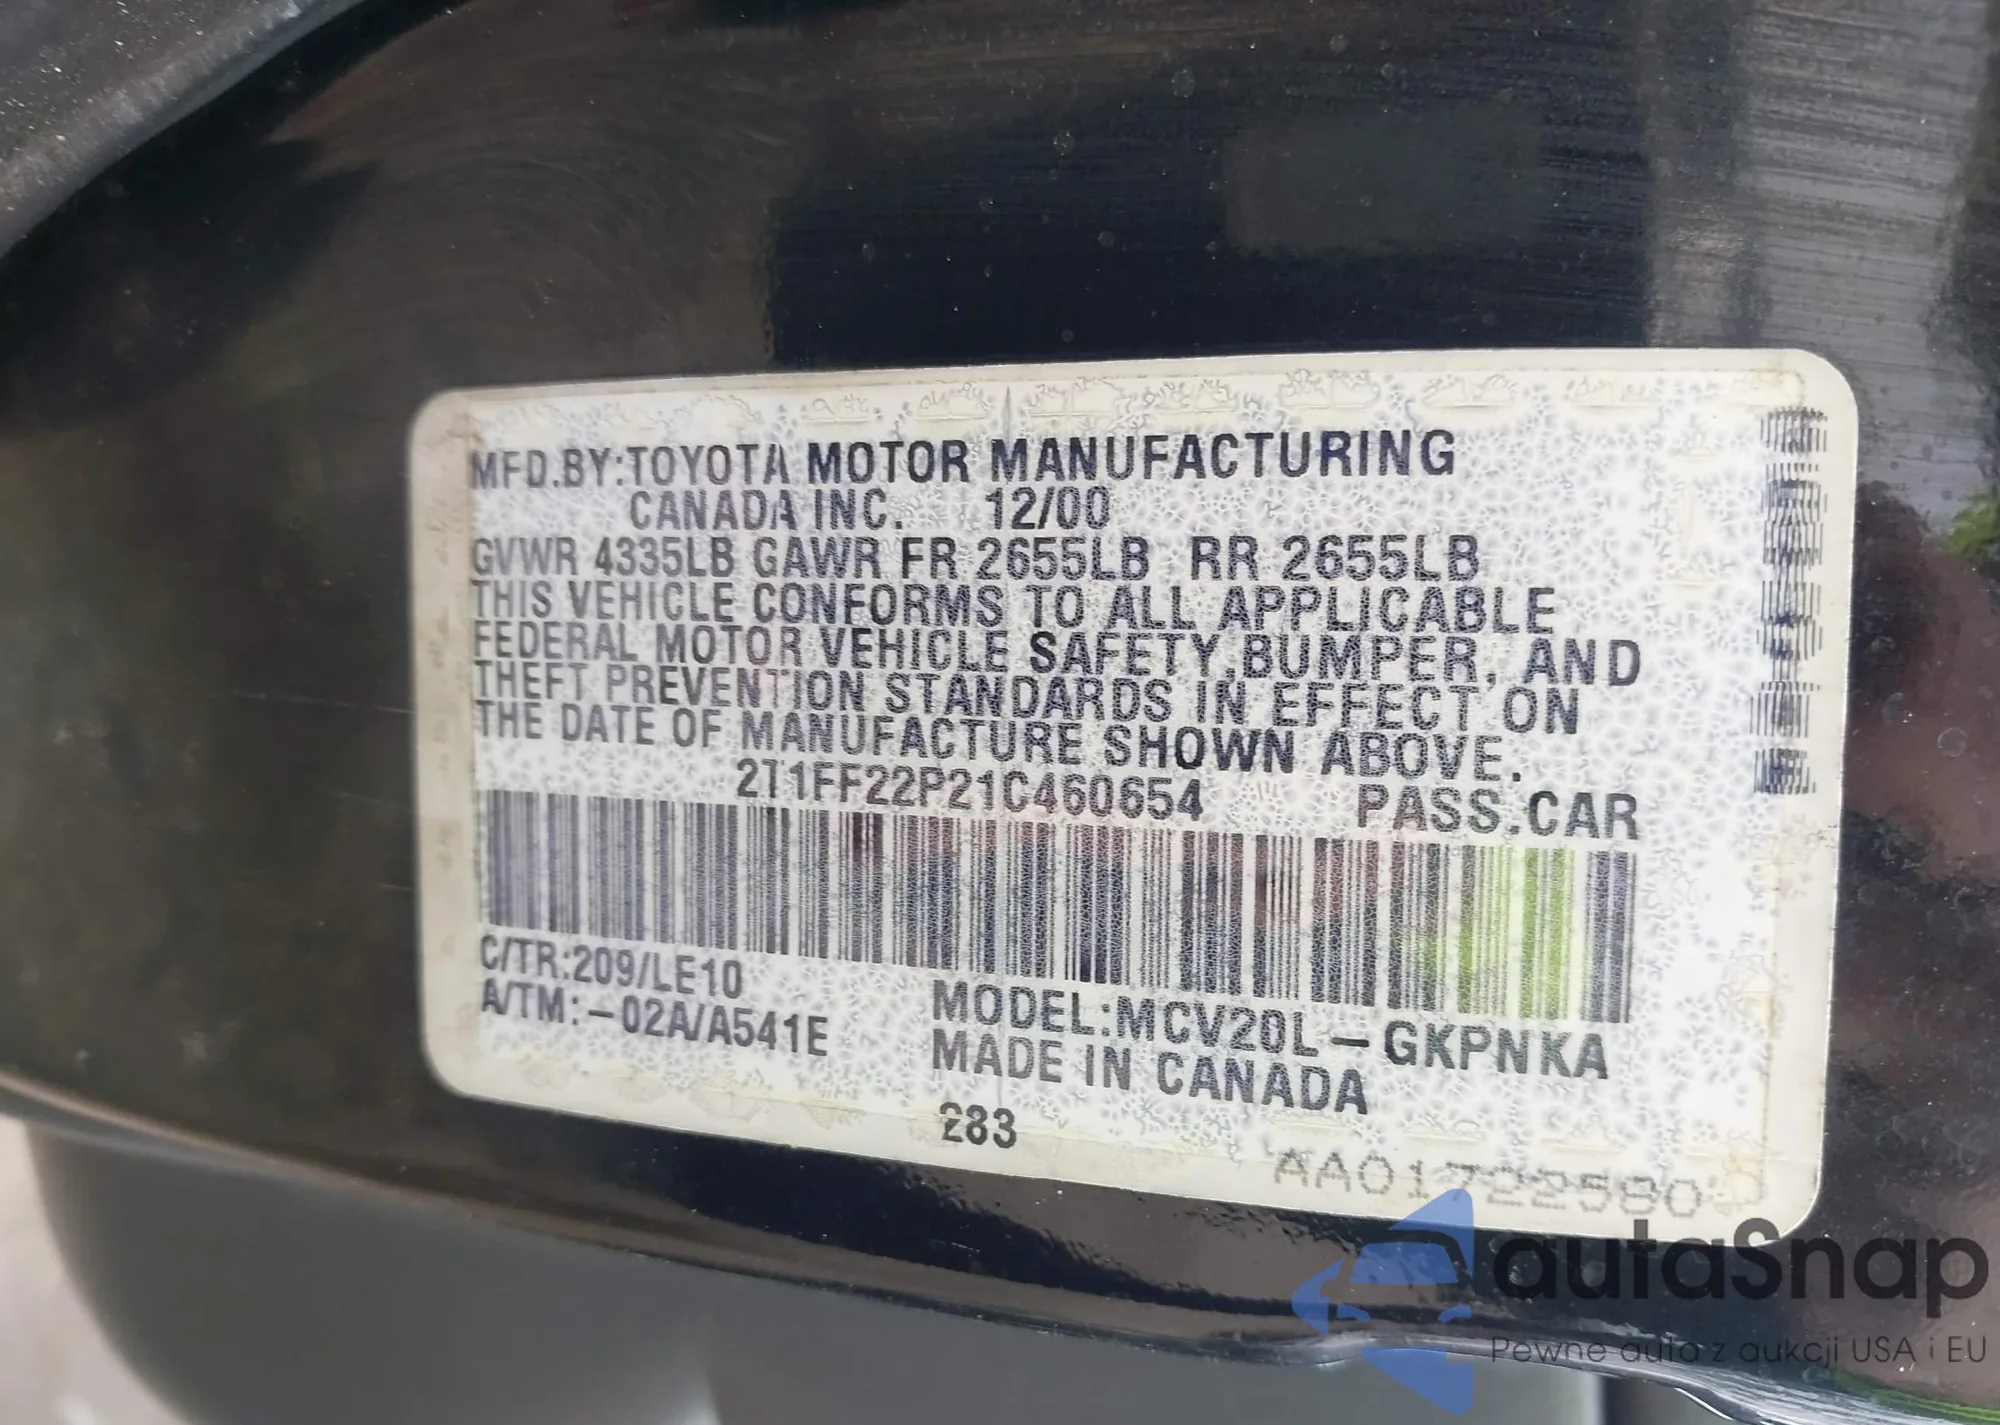 MFD.BY:TOYOTA MOTOR MANUFACTURING
CANADA INC. 12/00
GVWR 4335LB GAWR FR 2655LB RR 2655LB
THIS VEHICLE CONFORMS TO ALL APPLICABLE
FEDERAL MOTOR VEHICLE SAFETY,BUMPER, AND
THEFT PREVENTION STANDARDS IN EFFECT ON
THE DATE OF MANUFACTURE SHOWN ABOVE.
2T1FF22P21C460654 PASS.CAR
C/TR:209/LE10
A/TM:-02A/A541E
MODEL:MCV20L-GKPNKA
MADE IN CANADA
283
AA01722580
autaSnap
Pewne auto z aukcji USA i EU